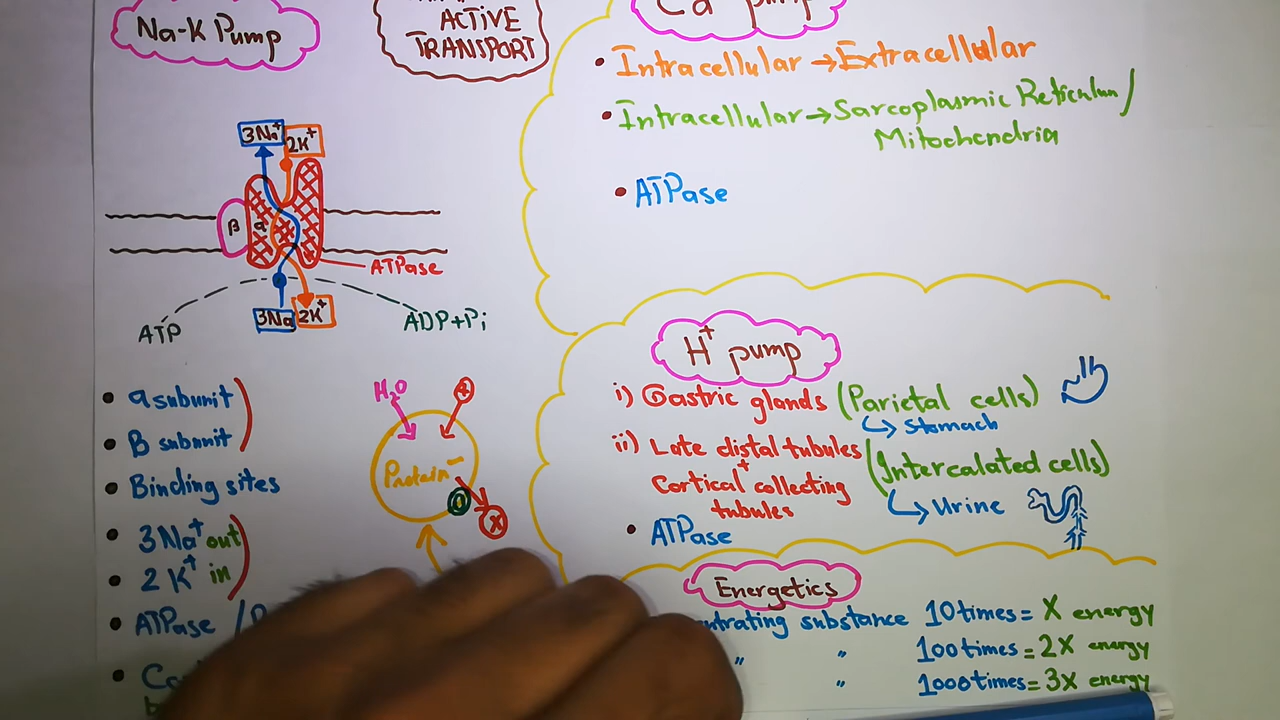 Na-K Pump
ACTIVE
TRANSPORT
3Na+
2K+
β
α
ATPase
3Na
2K+
ATP
ADP+Pi
a subunit
B subunit
Binding sites
3Na+ out
2 K+ in
ATPase /
H2O
+
Protein-
Ca pump
Intracellular → Extracellular
Intracellular → Sarcoplasmic Reticulum/
Mitochondria
ATPase
H+ pump
i) Gastric glands (Parietal cells)
↳ Stomach
ii) Late distal tubules
(Intercalated cells)
Cortical+ collecting
tubules
↳ Urine
ATPase
Energetics
substance 10 times = X energy
" " 100 times = 2X energy
" 1000 times = 3X energy